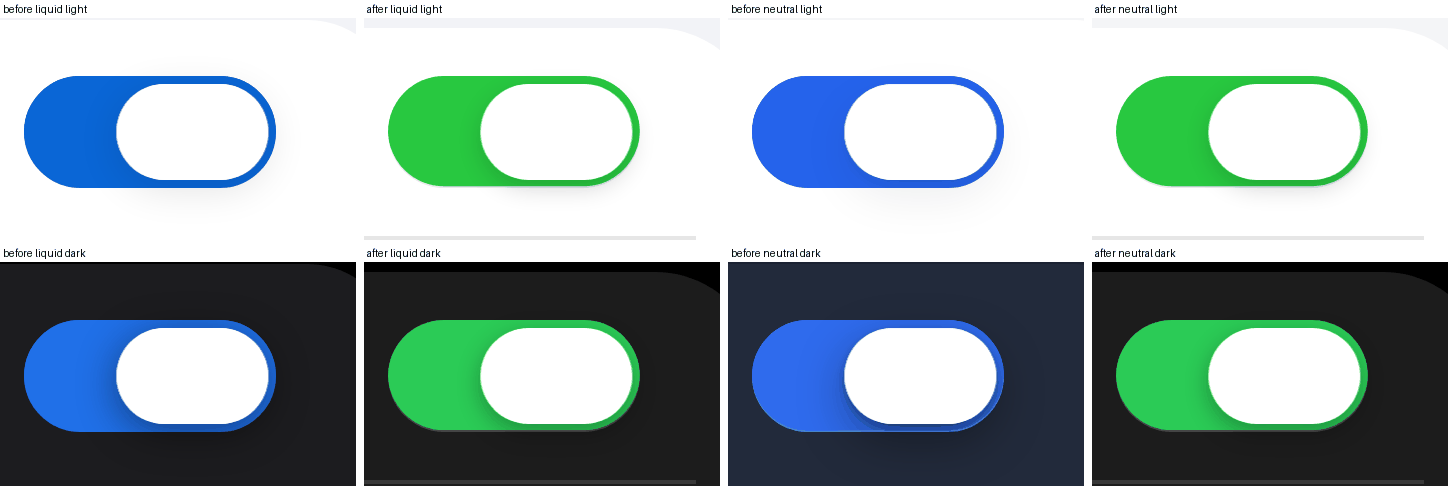 before liquid light
after liquid light
before neutral light
after neutral light
before liquid dark
after liquid dark
before neutral dark
after neutral dark